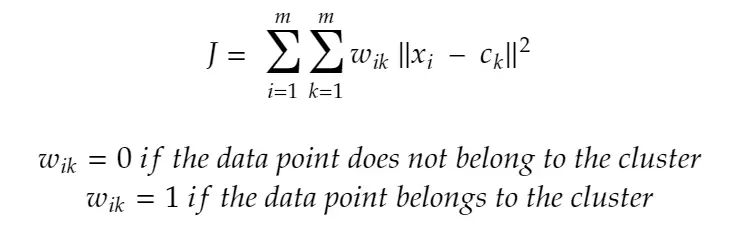 J = ∑_{i=1}^{m} ∑_{k=1}^{m} w_{ik} ||x_i − c_k||^2
w_{ik} = 0 if the data point does not belong to the cluster
w_{ik} = 1 if the data point belongs to the cluster